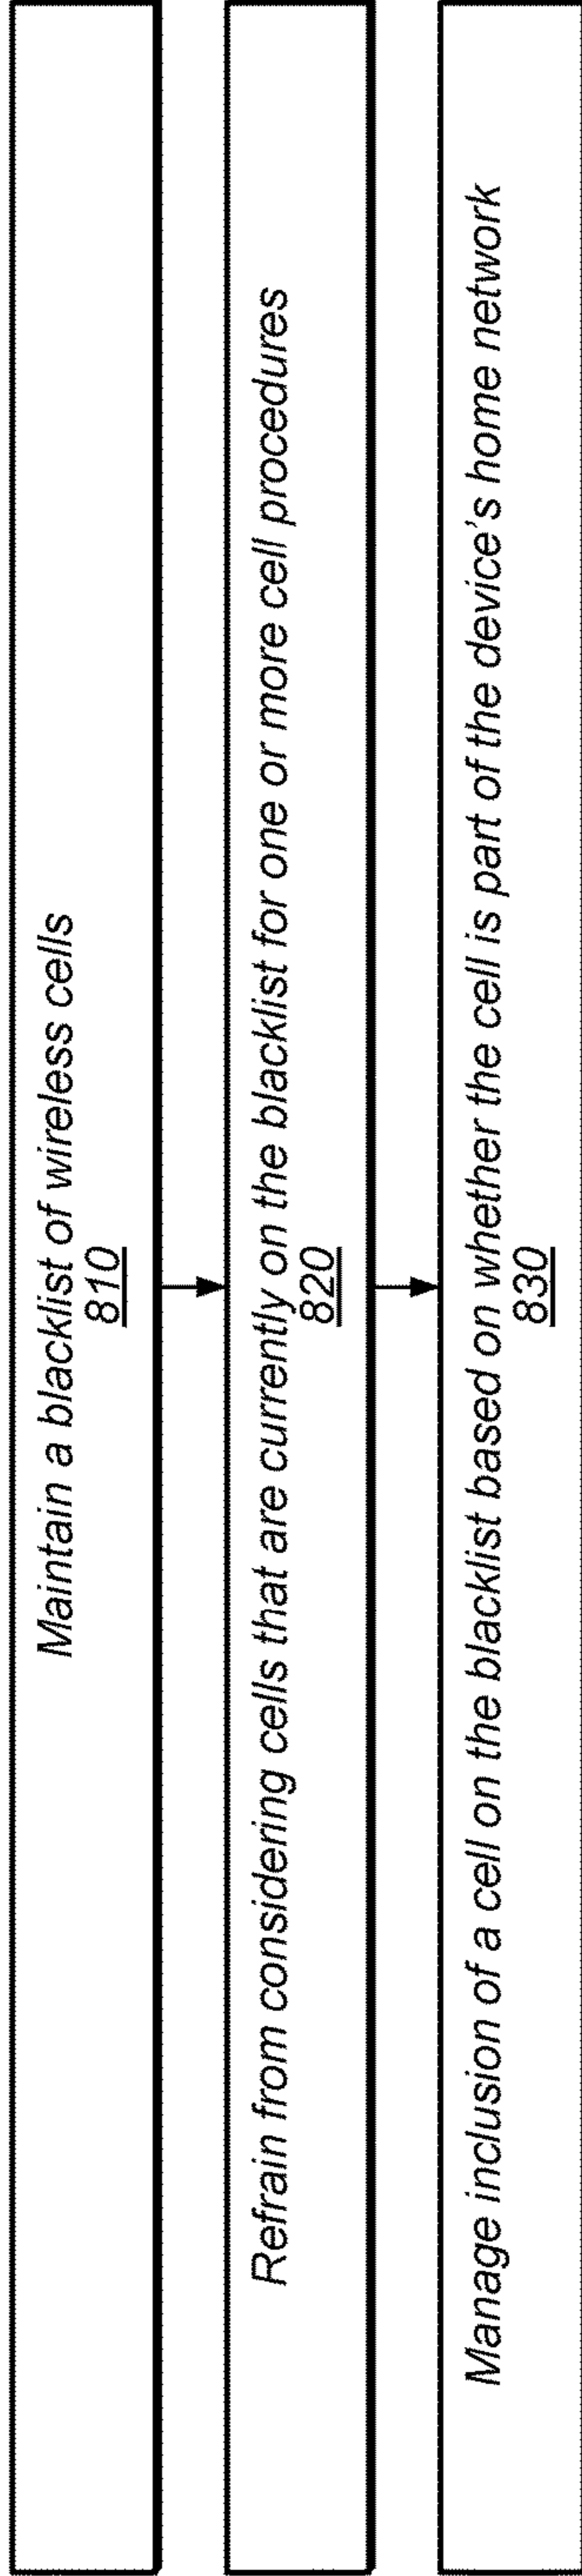 Maintain a blacklist of wireless cells
810
Refrain from considering cells that are currently on the blacklist for one or more cell procedures
820
Manage inclusion of a cell on the blacklist based on whether the cell is part of the device's home network
830